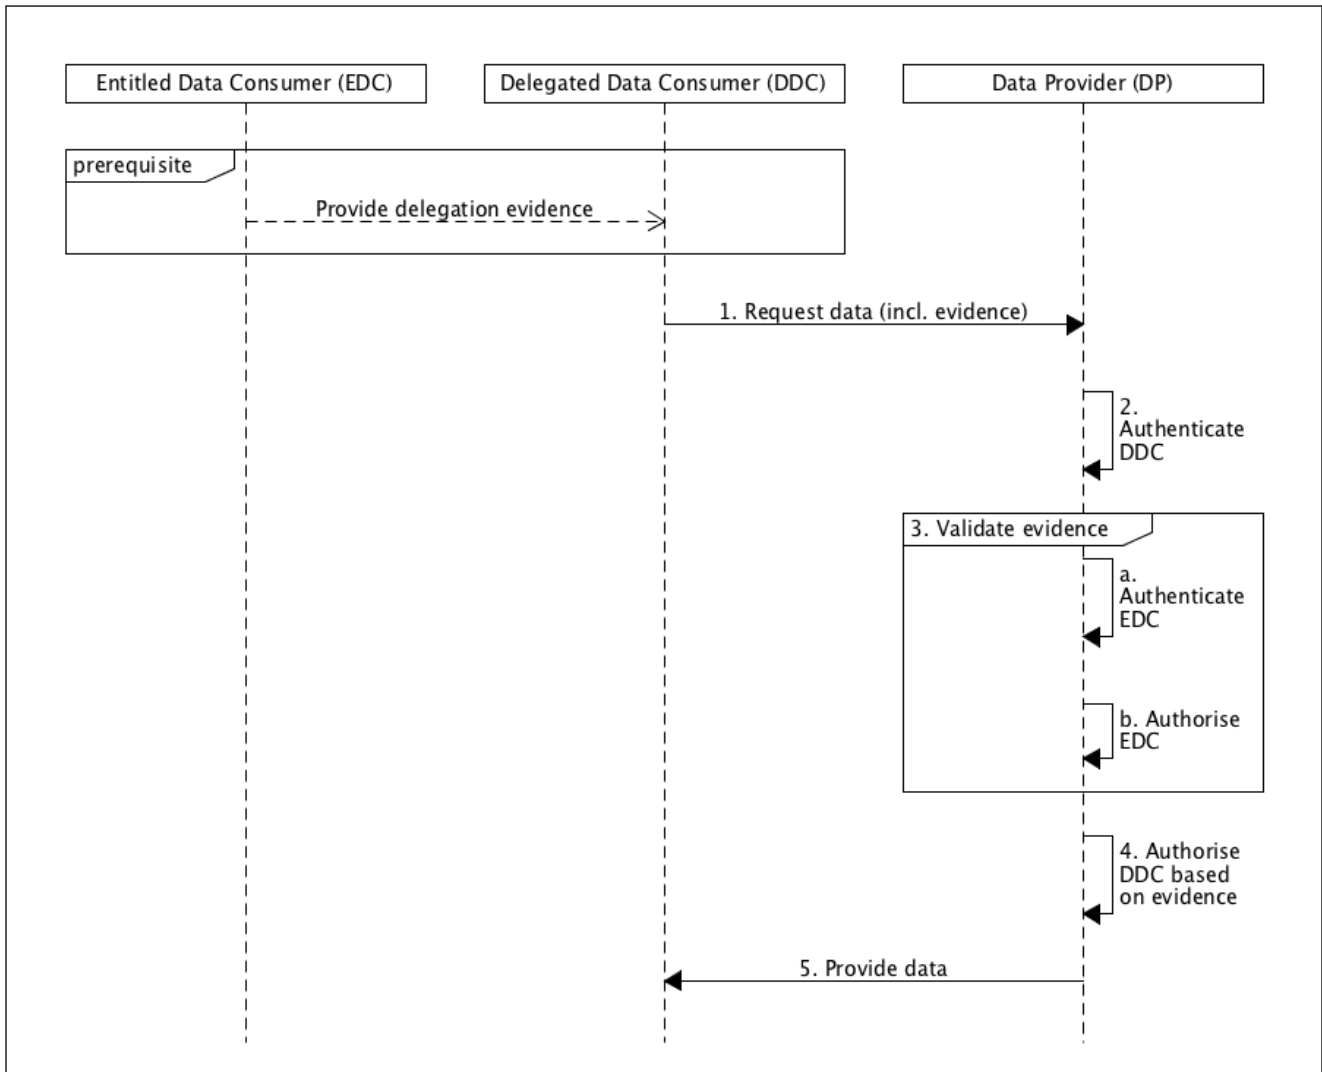 Entitled Data Consumer (EDC)
Delegated Data Consumer (DDC)
Data Provider (DP)
prerequisite
Provide delegation evidence
1. Request data (incl. evidence)
2.
Authenticate
DDC
3. Validate evidence
a.
Authenticate
EDC
b. Authorise
EDC
4. Authorise
DDC based
on evidence
5. Provide data